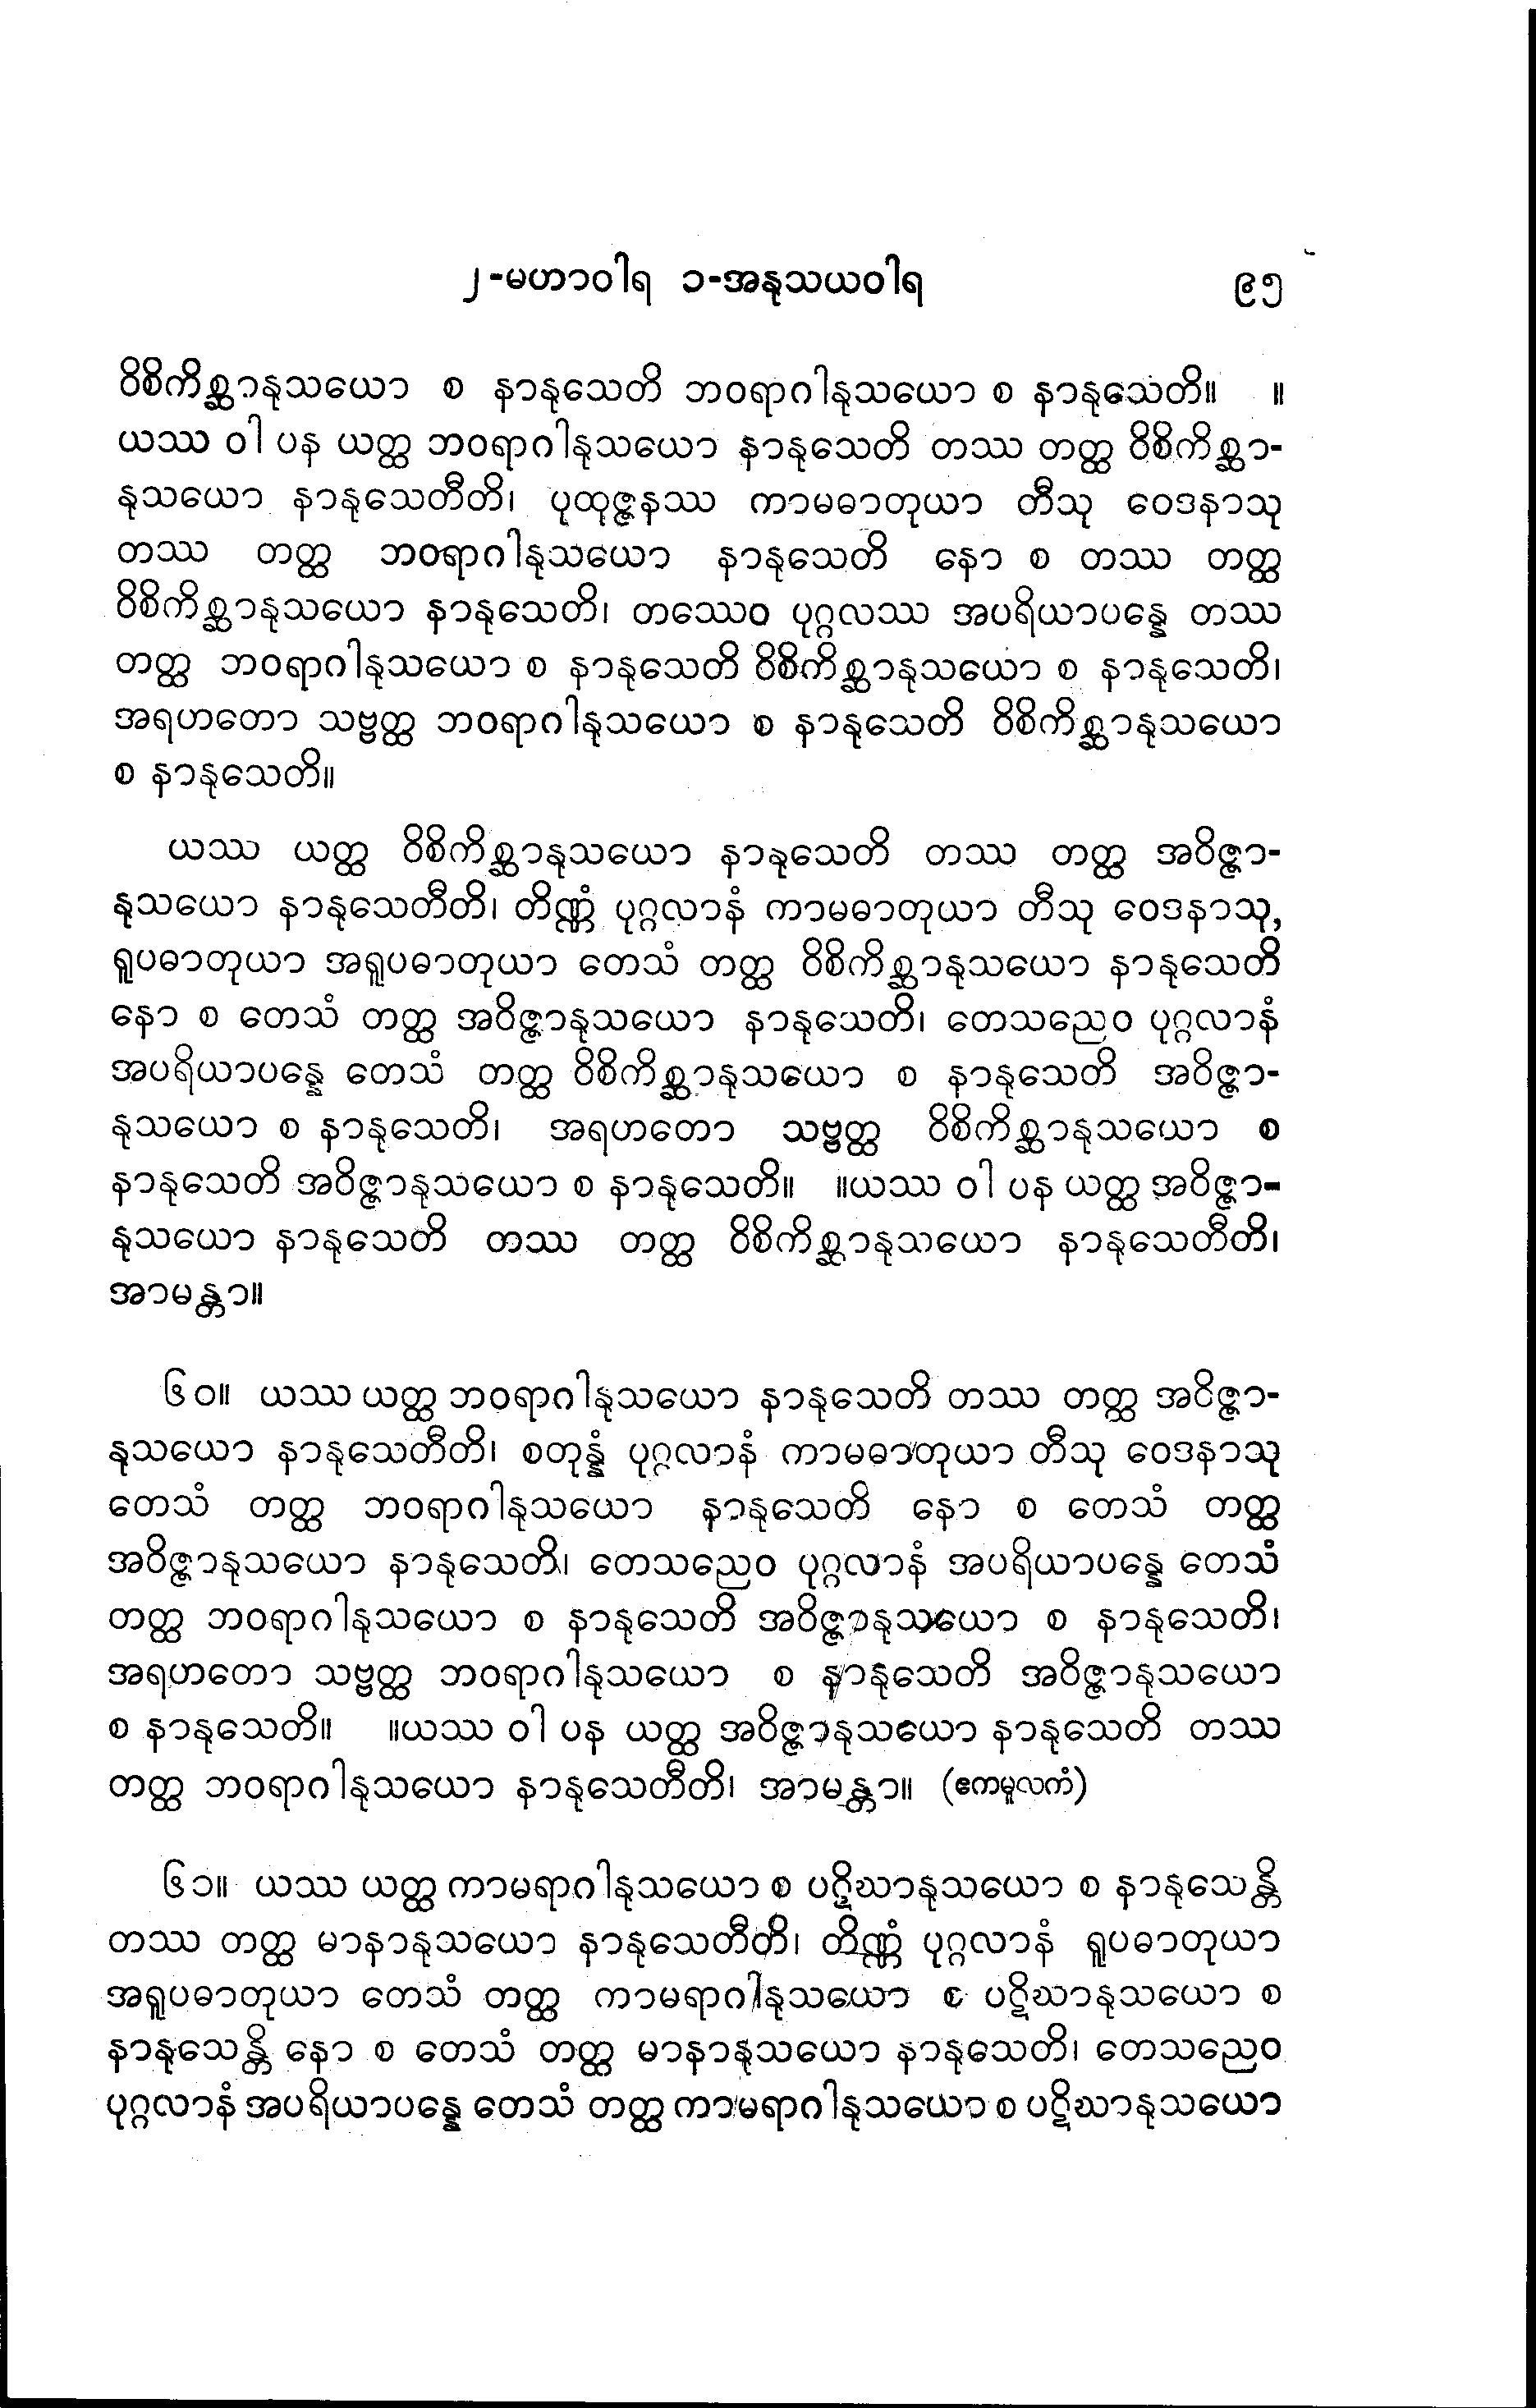 ၂-မဟာဝါရ ၁-အနုသယဝါရ ၉၅
ဝိစိကိစ္ဆာနုသယော စ နာနုသေတိ ဘဝရာဂါနုသယော စ နာနုသေတိ။ ။
ယဿ ဝါ ပန ယတ္ထ ဘဝရာဂါနုသယော နာနုသေတိ တဿ တတ္ထ ဝိစိကိစ္ဆာ-
နုသယော နာနုသေတီတိ၊ ပုထုဇ္ဇနဿ ကာမဓာတုယာ တီသု ဝေဒနာသု
တဿ တတ္ထ ဘဝရာဂါနုသယော နာနုသေတိ နော စ တဿ တတ္ထ
ဝိစိကိစ္ဆာနုသယော နာနုသေတိ၊ တဿေဝ ပုဂ္ဂလဿ အပရိယာပန္နေ တဿ
တတ္ထ ဘဝရာဂါနုသယော စ နာနုသေတိ ဝိစိကိစ္ဆာနုသယော စ နာနုသေတိ၊
အရဟတော သဗ္ဗတ္ထ ဘဝရာဂါနုသယော စ နာနုသေတိ ဝိစိကိစ္ဆာနုသယော
စ နာနုသေတိ။
ယဿ ယတ္ထ ဝိစိကိစ္ဆာနုသယော နာနုသေတိ တဿ တတ္ထ အဝိဇ္ဇာ-
နုသယော နာနုသေတီတိ၊ တိဏ္ဏံ ပုဂ္ဂလာနံ ကာမဓာတုယာ တီသု ဝေဒနာသု,
ရူပဓာတုယာ အရူပဓာတုယာ တေသံ တတ္ထ ဝိစိကိစ္ဆာနုသယော နာနုသေတိ
နော စ တေသံ တတ္ထ အဝိဇ္ဇာနုသယော နာနုသေတိ၊ တေသညေဝ ပုဂ္ဂလာနံ
အပရိယာပန္နေ တေသံ တတ္ထ ဝိစိကိစ္ဆာနုသယော စ နာနုသေတိ အဝိဇ္ဇာ-
နုသယော စ နာနုသေတိ၊ အရဟတော သဗ္ဗတ္ထ ဝိစိကိစ္ဆာနုသယော စ
နာနုသေတိ အဝိဇ္ဇာနုသယော စ နာနုသေတိ။ ။ယဿ ဝါ ပန ယတ္ထ အဝိဇ္ဇာ-
နုသယော နာနုသေတိ တဿ တတ္ထ ဝိစိကိစ္ဆာနုသယော နာနုသေတီတိ၊
အာမန္တာ။
၆၀။ ယဿ ယတ္ထ ဘဝရာဂါနုသယော နာနုသေတိ တဿ တတ္ထ အဝိဇ္ဇာ-
နုသယော နာနုသေတီတိ၊ စတုန္နံ ပုဂ္ဂလာနံ ကာမဓာတုယာ တီသု ဝေဒနာသု
တေသံ တတ္ထ ဘဝရာဂါနုသယော နာနုသေတိ နော စ တေသံ တတ္ထ
အဝိဇ္ဇာနုသယော နာနုသေတိ၊ တေသညေဝ ပုဂ္ဂလာနံ အပရိယာပန္နေ တေသံ
တတ္ထ ဘဝရာဂါနုသယော စ နာနုသေတိ အဝိဇ္ဇာနုသယော စ နာနုသေတိ၊
အရဟတော သဗ္ဗတ္ထ ဘဝရာဂါနုသယော စ နာနုသေတိ အဝိဇ္ဇာနုသယော
စ နာနုသေတိ။ ။ယဿ ဝါ ပန ယတ္ထ အဝိဇ္ဇာနုသယော နာနုသေတိ တဿ
တတ္ထ ဘဝရာဂါနုသယော နာနုသေတီတိ၊ အာမန္တာ။ (ဧကမူလကံ)
၆၁။ ယဿ ယတ္ထ ကာမရာဂါနုသယော စ ပဋိဃာနုသယော စ နာနုသေန္တိ
တဿ တတ္ထ မာနာနုသယော နာနုသေတီတိ၊ တိဏ္ဏံ ပုဂ္ဂလာနံ ရူပဓာတုယာ
အရူပဓာတုယာ တေသံ တတ္ထ ကာမရာဂါနုသယော စ ပဋိဃာနုသယော စ
နာနုသေန္တိ နော စ တေသံ တတ္ထ မာနာနုသယော နာနုသေတိ၊ တေသညေဝ
ပုဂ္ဂလာနံ အပရိယာပန္နေ တေသံ တတ္ထ ကာမရာဂါနုသယော စ ပဋိဃာနုသယော